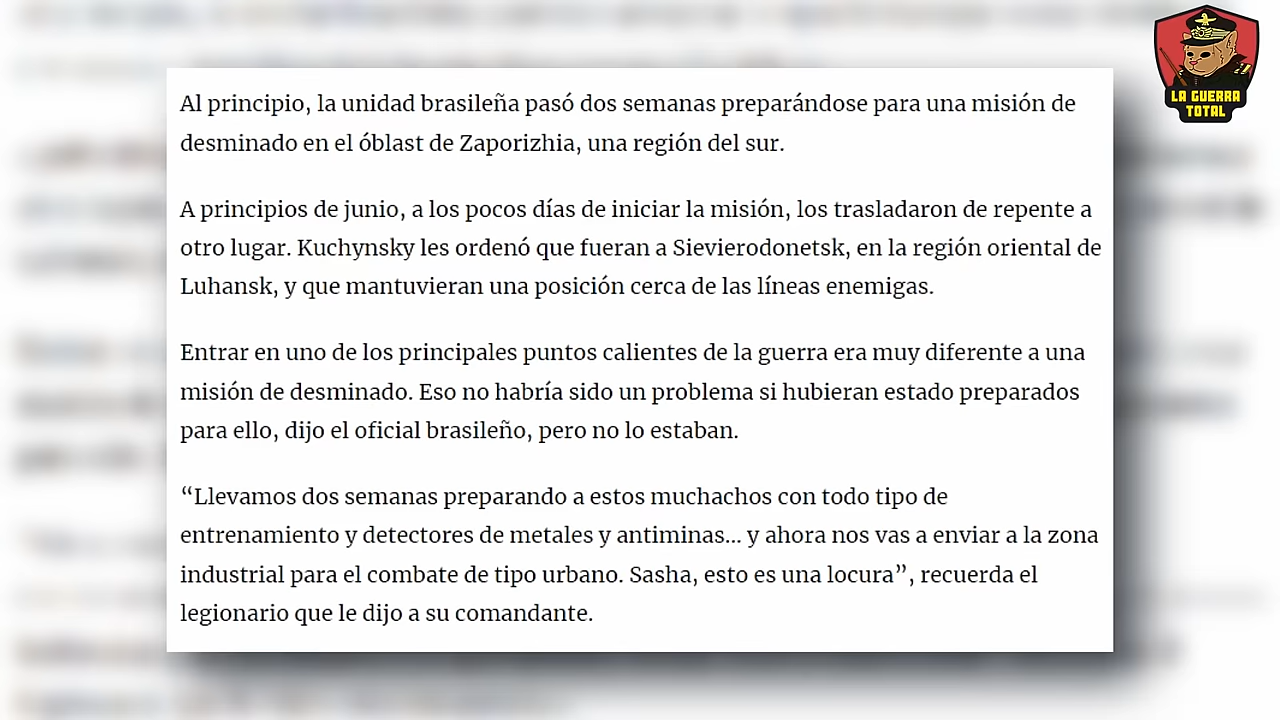 LA GUERRA
TOTAL
Al principio, la unidad brasileña pasó dos semanas preparándose para una misión de
desminado en el óblast de Zaporizhia, una región del sur.
A principios de junio, a los pocos días de iniciar la misión, los trasladaron de repente a
otro lugar. Kuchynsky les ordenó que fueran a Sievierodonetsk, en la región oriental de
Luhansk, y que mantuvieran una posición cerca de las líneas enemigas.
Entrar en uno de los principales puntos calientes de la guerra era muy diferente a una
misión de desminado. Eso no habría sido un problema si hubieran estado preparados
para ello, dijo el oficial brasileño, pero no lo estaban.
“Llevamos dos semanas preparando a estos muchachos con todo tipo de
entrenamiento y detectores de metales y antiminas... y ahora nos vas a enviar a la zona
industrial para el combate de tipo urbano. Sasha, esto es una locura”, recuerda el
legionario que le dijo a su comandante.